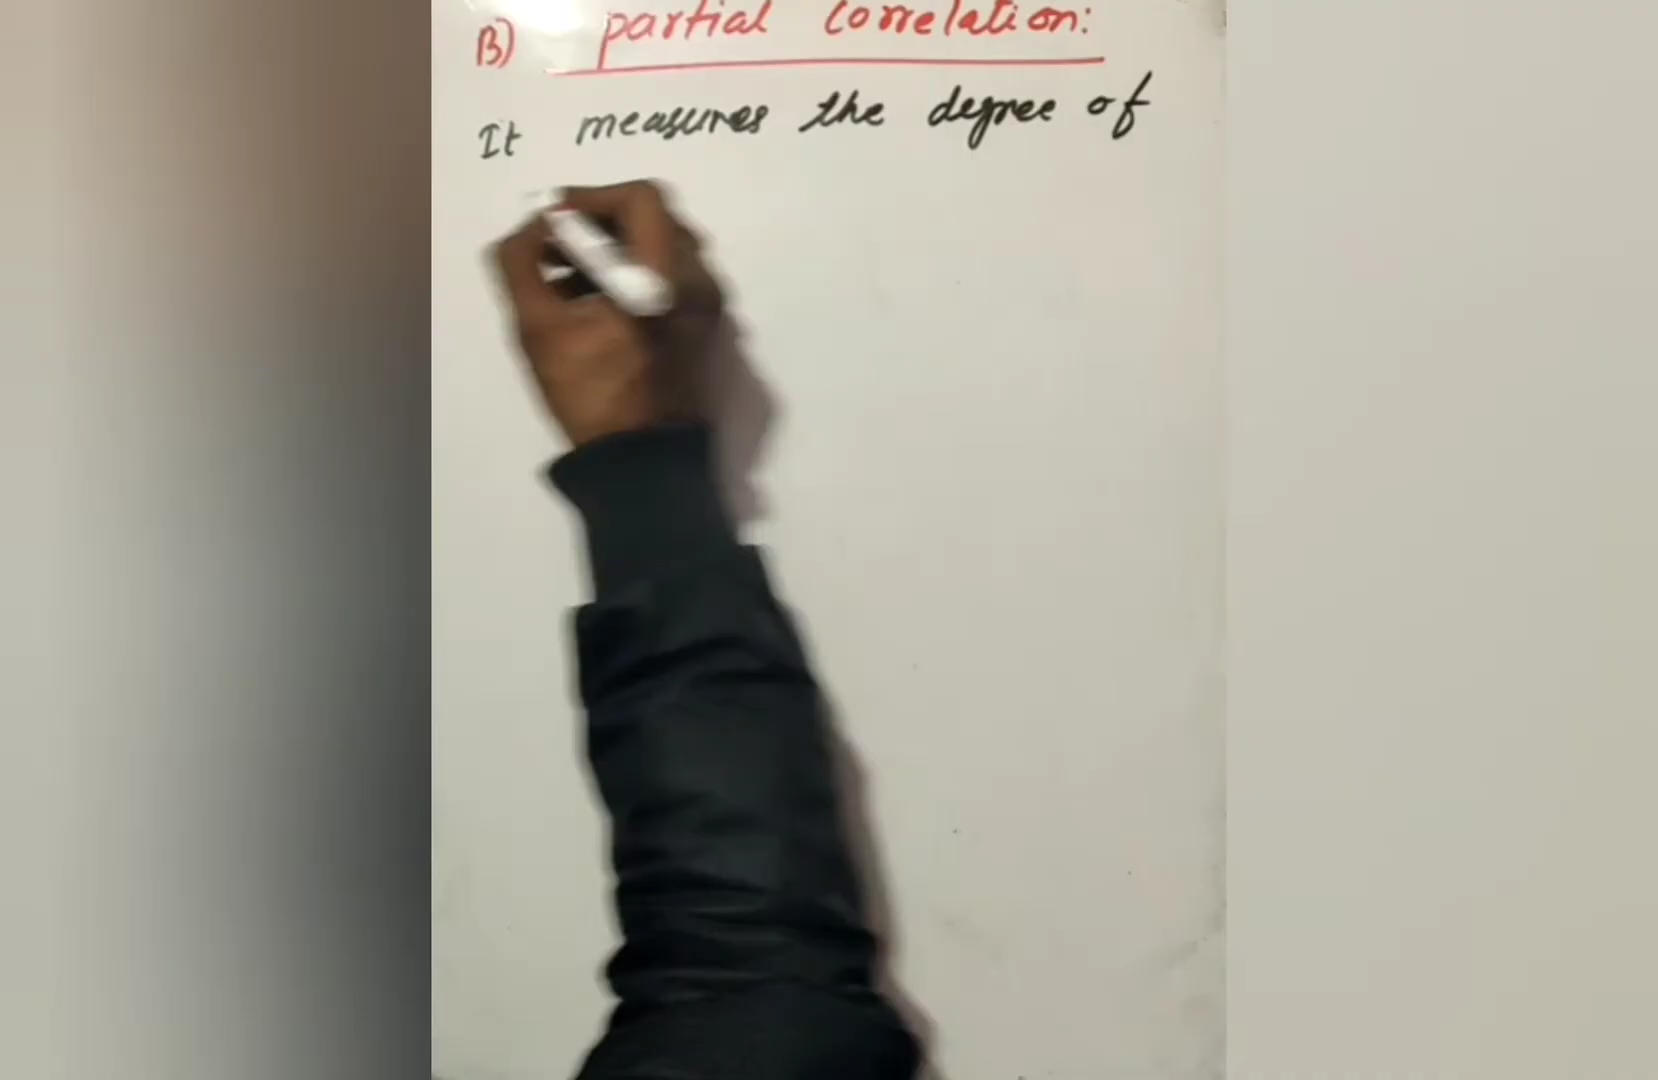 B) partial correlation:
It measures the degree of